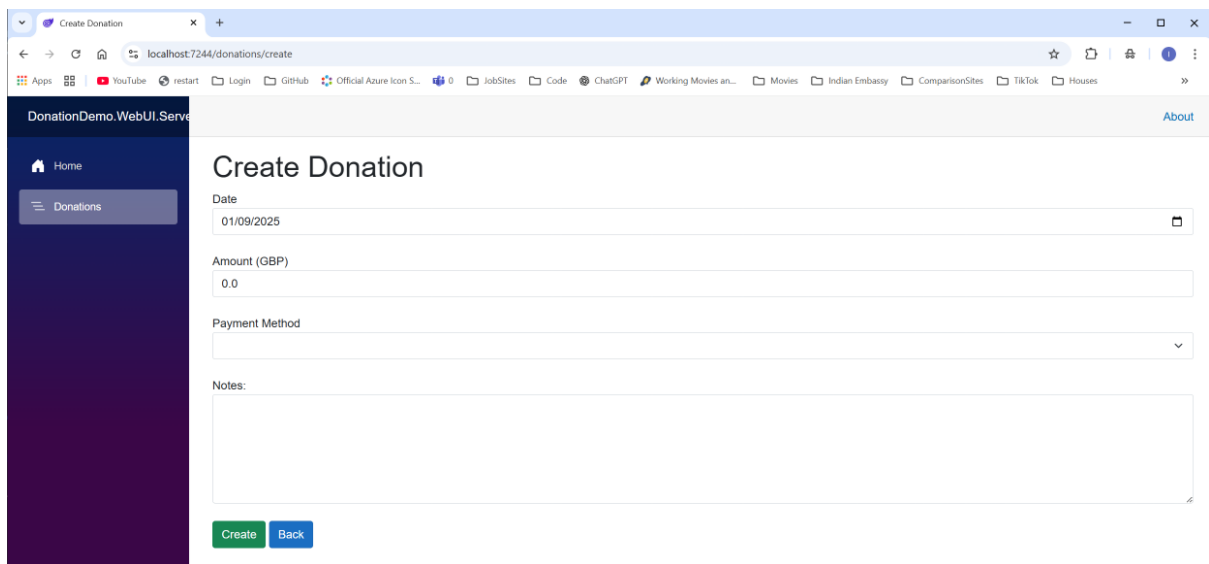 Create Donation
localhost:7244/donations/create
Apps YouTube restart Login GitHub Official Azure Icon S... 0 JobSites Code ChatGPT Working Movies an... Movies Indian Embassy ComparisonSites TikTok Houses »
DonationDemo.WebUI.Serve About
Home
Donations
Create Donation
Date
01/09/2025
Amount (GBP)
0.0
Payment Method
Notes:
Create Back